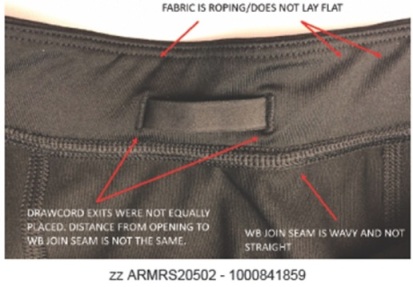 FABRIC IS ROPING/DOES NOT LAY FLAT
DRAWCORD EXITS WERE NOT EQUALLY
PLACED. DISTANCE FROM OPENING TO
WB JOIN SEAM IS NOT THE SAME.
WB JOIN SEAM IS WAVY AND NOT
STRAIGHT
zz ARMRS20502 - 1000841859